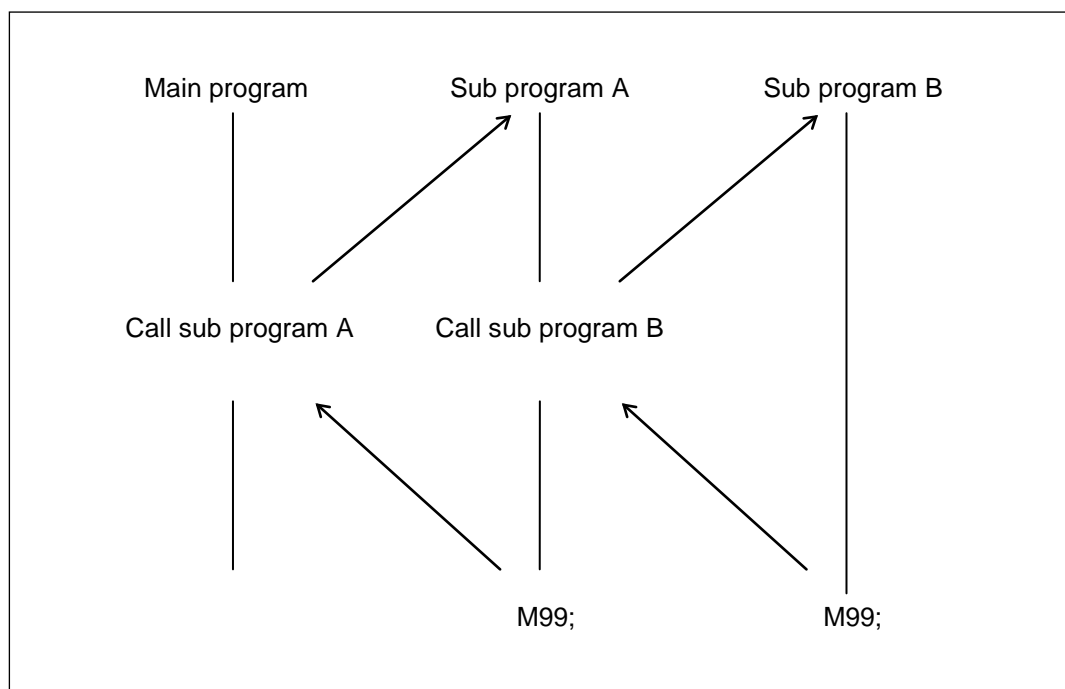 Main program
Sub program A
Sub program B
Call sub program A
Call sub program B
M99;
M99;